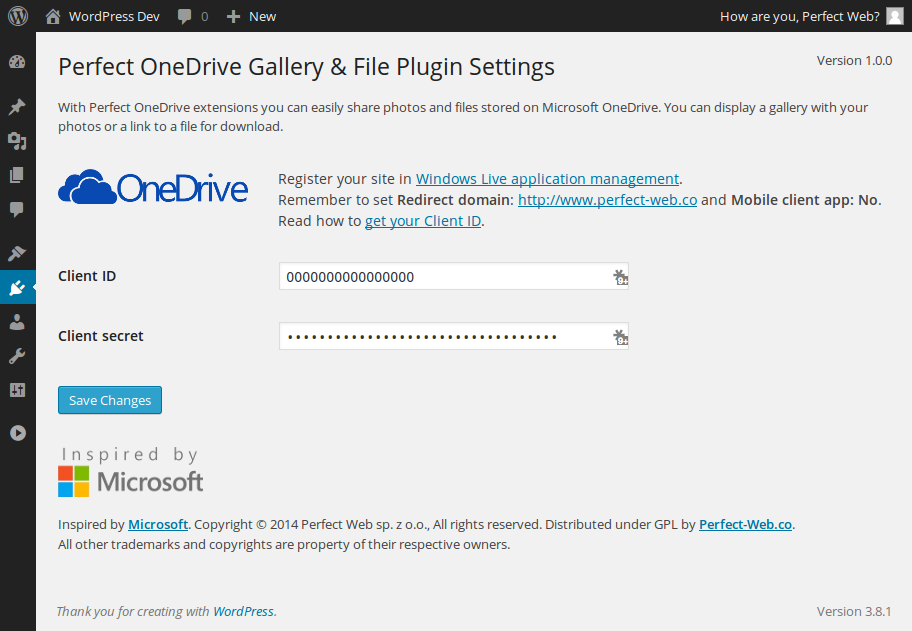 WordPress Dev 0 New How are you, Perfect Web?
Perfect OneDrive Gallery & File Plugin Settings
Version 1.0.0
With Perfect OneDrive extensions you can easily share photos and files stored on Microsoft OneDrive. You can display a gallery with your
photos or a link to a file for download.
OneDrive
Register your site in Windows Live application management.
Remember to set Redirect domain: http://www.perfect-web.co and Mobile client app: No.
Read how to get your Client ID.
Client ID
0000000000000000
9+
Client secret
•••••••••••••••••••••••••••••••••
9+
Save Changes
Inspired by
Microsoft
Inspired by Microsoft. Copyright © 2014 Perfect Web sp. z o.o., All rights reserved. Distributed under GPL by Perfect-Web.co.
All other trademarks and copyrights are property of their respective owners.
Thank you for creating with WordPress.
Version 3.8.1